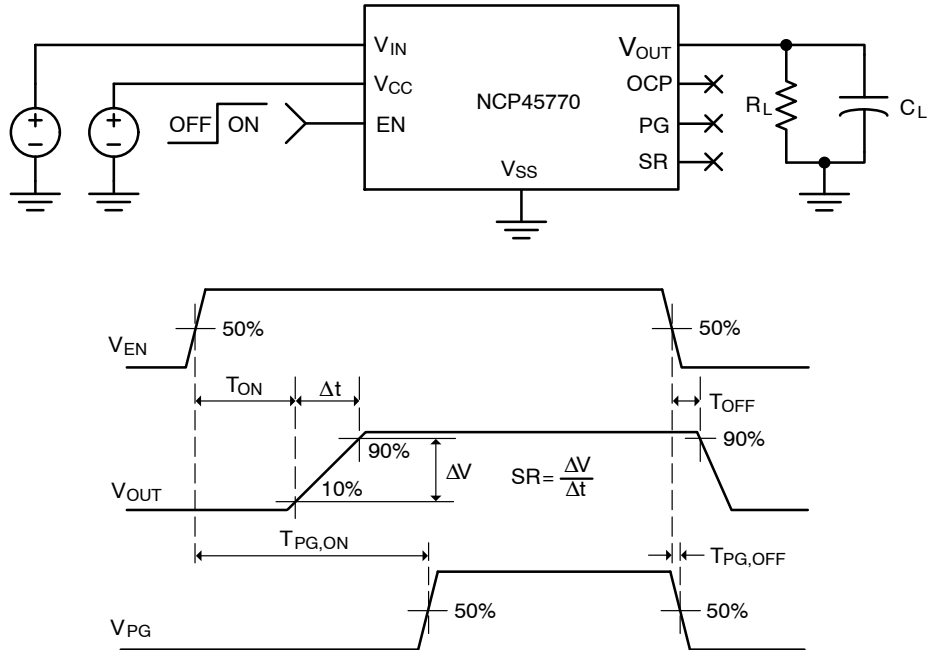 V_IN
V_OUT
V_CC
OCP
NCP45770
R_L
C_L
OFF
ON
EN
PG
SR
V_SS
+
-
+
-
50%
50%
V_EN
T_ON
Δt
T_OFF
90%
90%
ΔV
SR = ΔV/Δt
10%
V_OUT
T_PG,ON
T_PG,OFF
50%
50%
V_PG